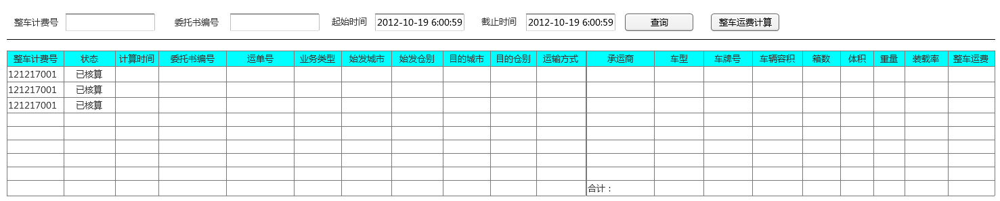 整车计费号 委托书编号 起始时间 2012-10-19 6:00:59 截止时间 2012-10-19 6:00:59 查询 整车运费计算
整车计费号 状态 计算时间 委托书编号 运单号 业务类型 始发城市 始发仓别 目的城市 目的仓别 运输方式 承运商 车型 车牌号 车辆容积 箱数 体积 重量 装载率 整车运费
121217001 已核算
121217001 已核算
121217001 已核算
合计：